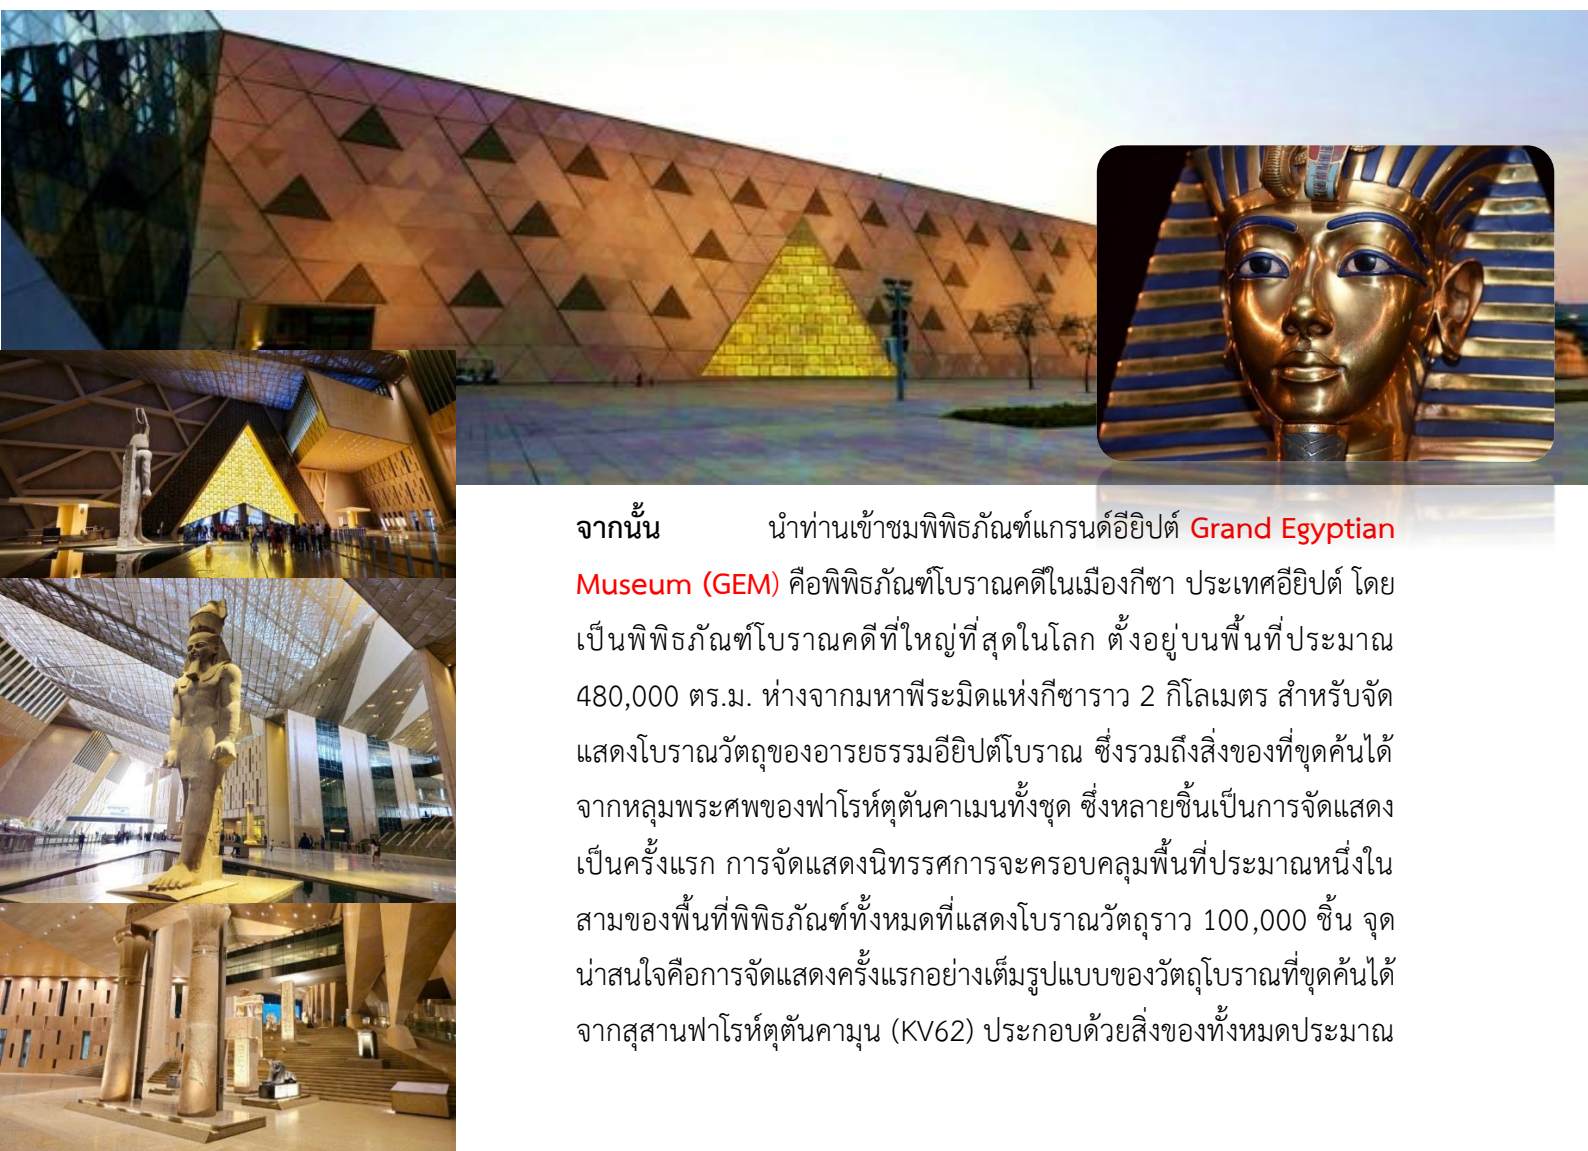 จากนั้น นำท่านเข้าชมพิพิธภัณฑ์แกรนด์อียิปต์ Grand Egyptian
Museum (GEM) คือพิพิธภัณฑ์โบราณคดีในเมืองกีซา ประเทศอียิปต์ โดย
เป็นพิพิธภัณฑ์โบราณคดีที่ใหญ่ที่สุดในโลก ตั้งอยู่บนพื้นที่ประมาณ
480,000 ตร.ม. ห่างจากมหาพีระมิดแห่งกีซาราว 2 กิโลเมตร สำหรับจัด
แสดงโบราณวัตถุของอารยธรรมอียิปต์โบราณ ซึ่งรวมถึงสิ่งของที่ขุดค้นได้
จากหลุมพระศพของฟาโรห์ตุตันคาเมนทั้งชุด ซึ่งหลายชิ้นเป็นการจัดแสดง
เป็นครั้งแรก การจัดแสดงนิทรรศการจะครอบคลุมพื้นที่ประมาณหนึ่งใน
สามของพื้นที่พิพิธภัณฑ์ทั้งหมดที่แสดงโบราณวัตถุราว 100,000 ชิ้น จุด
น่าสนใจคือการจัดแสดงครั้งแรกอย่างเต็มรูปแบบของวัตถุโบราณที่ขุดค้นได้
จากสุสานฟาโรห์ตุตันคามุน (KV62) ประกอบด้วยสิ่งของทั้งหมดประมาณ